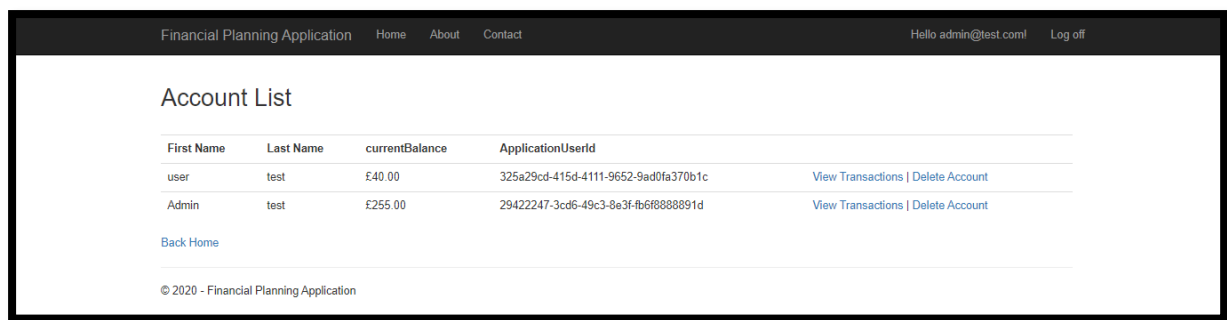 Financial Planning Application Home About Contact Hello admin@test.com! Log off
Account List
First Name Last Name currentBalance ApplicationUserId
user test £40.00 325a29cd-415d-4111-9652-9ad0fa370b1c View Transactions | Delete Account
Admin test £255.00 29422247-3cd6-49c3-8e3f-fb6f8888891d View Transactions | Delete Account
Back Home
© 2020 - Financial Planning Application